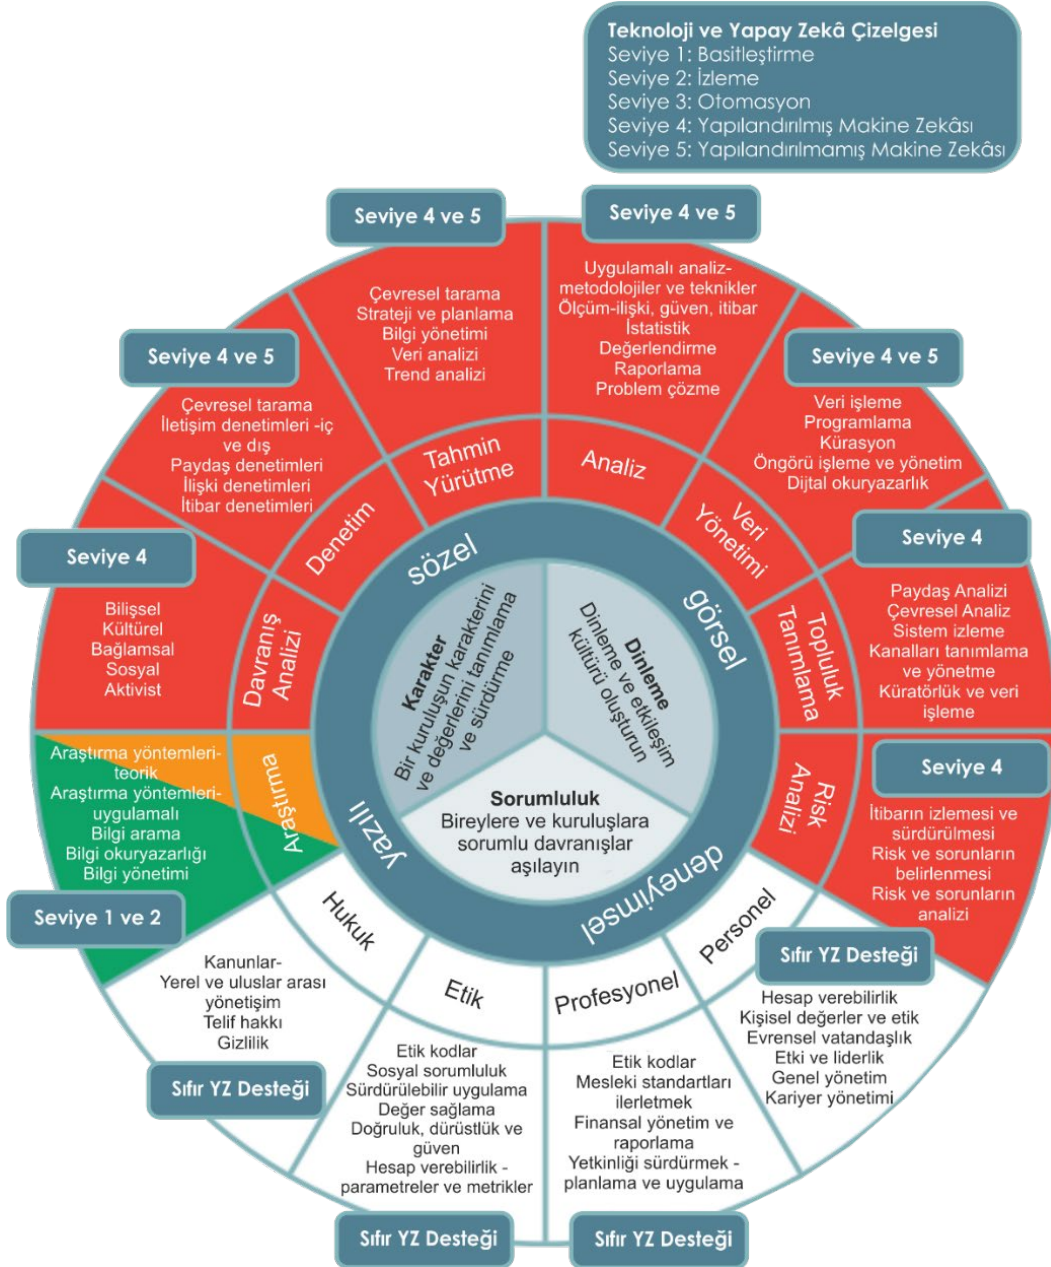 Teknoloji ve Yapay Zekâ Çizelgesi
Seviye 1: Basitleştirme
Seviye 2: İzleme
Seviye 3: Otomasyon
Seviye 4: Yapılandırılmış Makine Zekâsı
Seviye 5: Yapılandırılmamış Makine Zekâsı
Seviye 4 ve 5
Çevresel tarama
Strateji ve planlama
Bilgi yönetimi
Veri analizi
Trend analizi
Tahmin
Yürütme
Seviye 4 ve 5
Uygulamalı analiz-
metodolojiler ve teknikler
Ölçüm-ilişki, güven, itibar
İstatistik
Değerlendirme
Raporlama
Problem çözme
Analiz
Seviye 4 ve 5
Veri işleme
Programlama
Kürasyon
Öngörü işleme ve yönetim
Dijital okuryazarlık
Veri
Yönetimi
Seviye 4
Paydaş Analizi
Çevresel Analiz
Sistem izleme
Kanalları tanımlama
ve yönetme
Küratörlük ve veri
işleme
Topluluk
Tanımlama
Seviye 4
İtibarın izlemesi ve
sürdürülmesi
Risk ve sorunların
belirlenmesi
Risk ve sorunların
analizi
Risk
Analizi
Sıfır YZ Desteği
Hesap verebilirlik
Kişisel değerler ve etik
Evrensel vatandaşlık
Etki ve liderlik
Genel yönetim
Kariyer yönetimi
Personel
Profesyonel
Etik kodlar
Mesleki standartları
ilerletmek
Finansal yönetim ve
raporlama
Yetkinliği sürdürmek -
planlama ve uygulama
Sıfır YZ Desteği
Etik
Etik kodlar
Sosyal sorumluluk
Sürdürülebilir uygulama
Değer sağlama
Doğruluk, dürüstlük ve
güven
Hesap verebilirlik -
parametreler ve metrikler
Sıfır YZ Desteği
Hukuk
Kanunlar-
Yerel ve uluslar arası
yönetişim
Telif hakkı
Gizlilik
Sıfır YZ Desteği
Araştırma
Araştırma yöntemleri-
teorik
Araştırma yöntemleri-
uygulamalı
Bilgi arama
Bilgi okuryazarlığı
Bilgi yönetimi
Seviye 1 ve 2
Seviye 4
Bilişsel
Kültürel
Bağlamsal
Sosyal
Aktivist
Davranış
Analizi
Seviye 4 ve 5
Çevresel tarama
İletişim denetimleri -iç
ve dış
Paydaş denetimleri
İlişki denetimleri
İtibar denetimleri
Denetim
sözel
görsel
deneyimsel
yazılı
Karakter
Bir kuruluşun karakterini
ve değerlerini tanımlama
ve sürdürme
Dinleme
Dinleme ve etkileşim
kültürü oluşturun
Sorumluluk
Bireylere ve kuruluşlara
sorumlu davranışlar
aşılayın